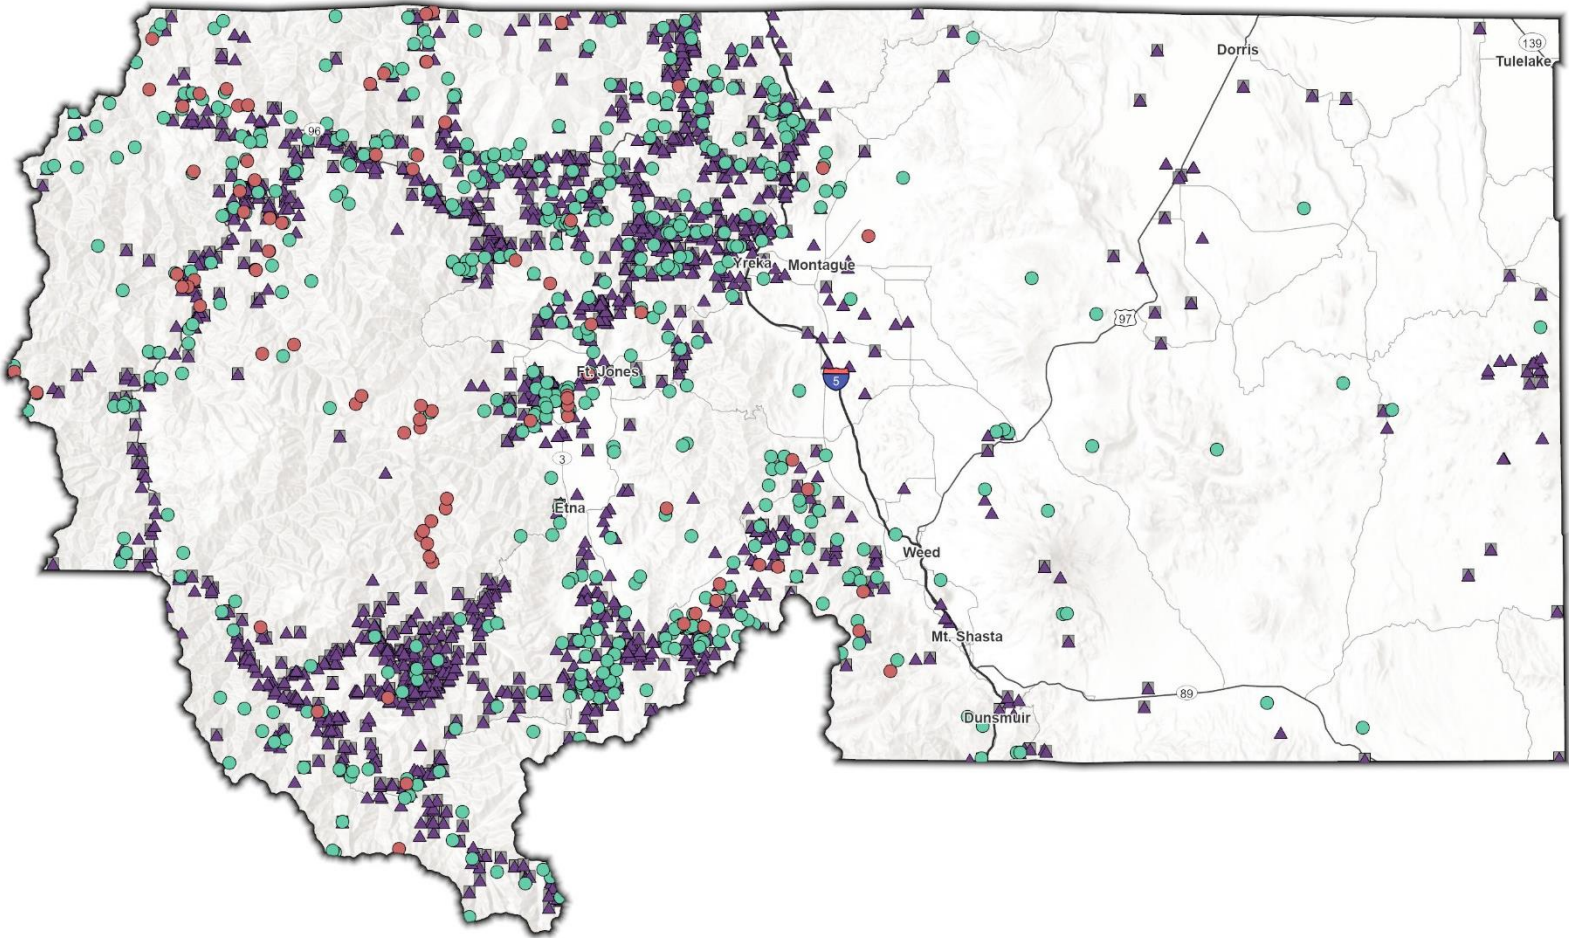 Dorris
139
Tulelake
96
Yreka
Montague
97
Ft. Jones
5
3
Etna
Weed
Mt. Shasta
89
Dunsmuir